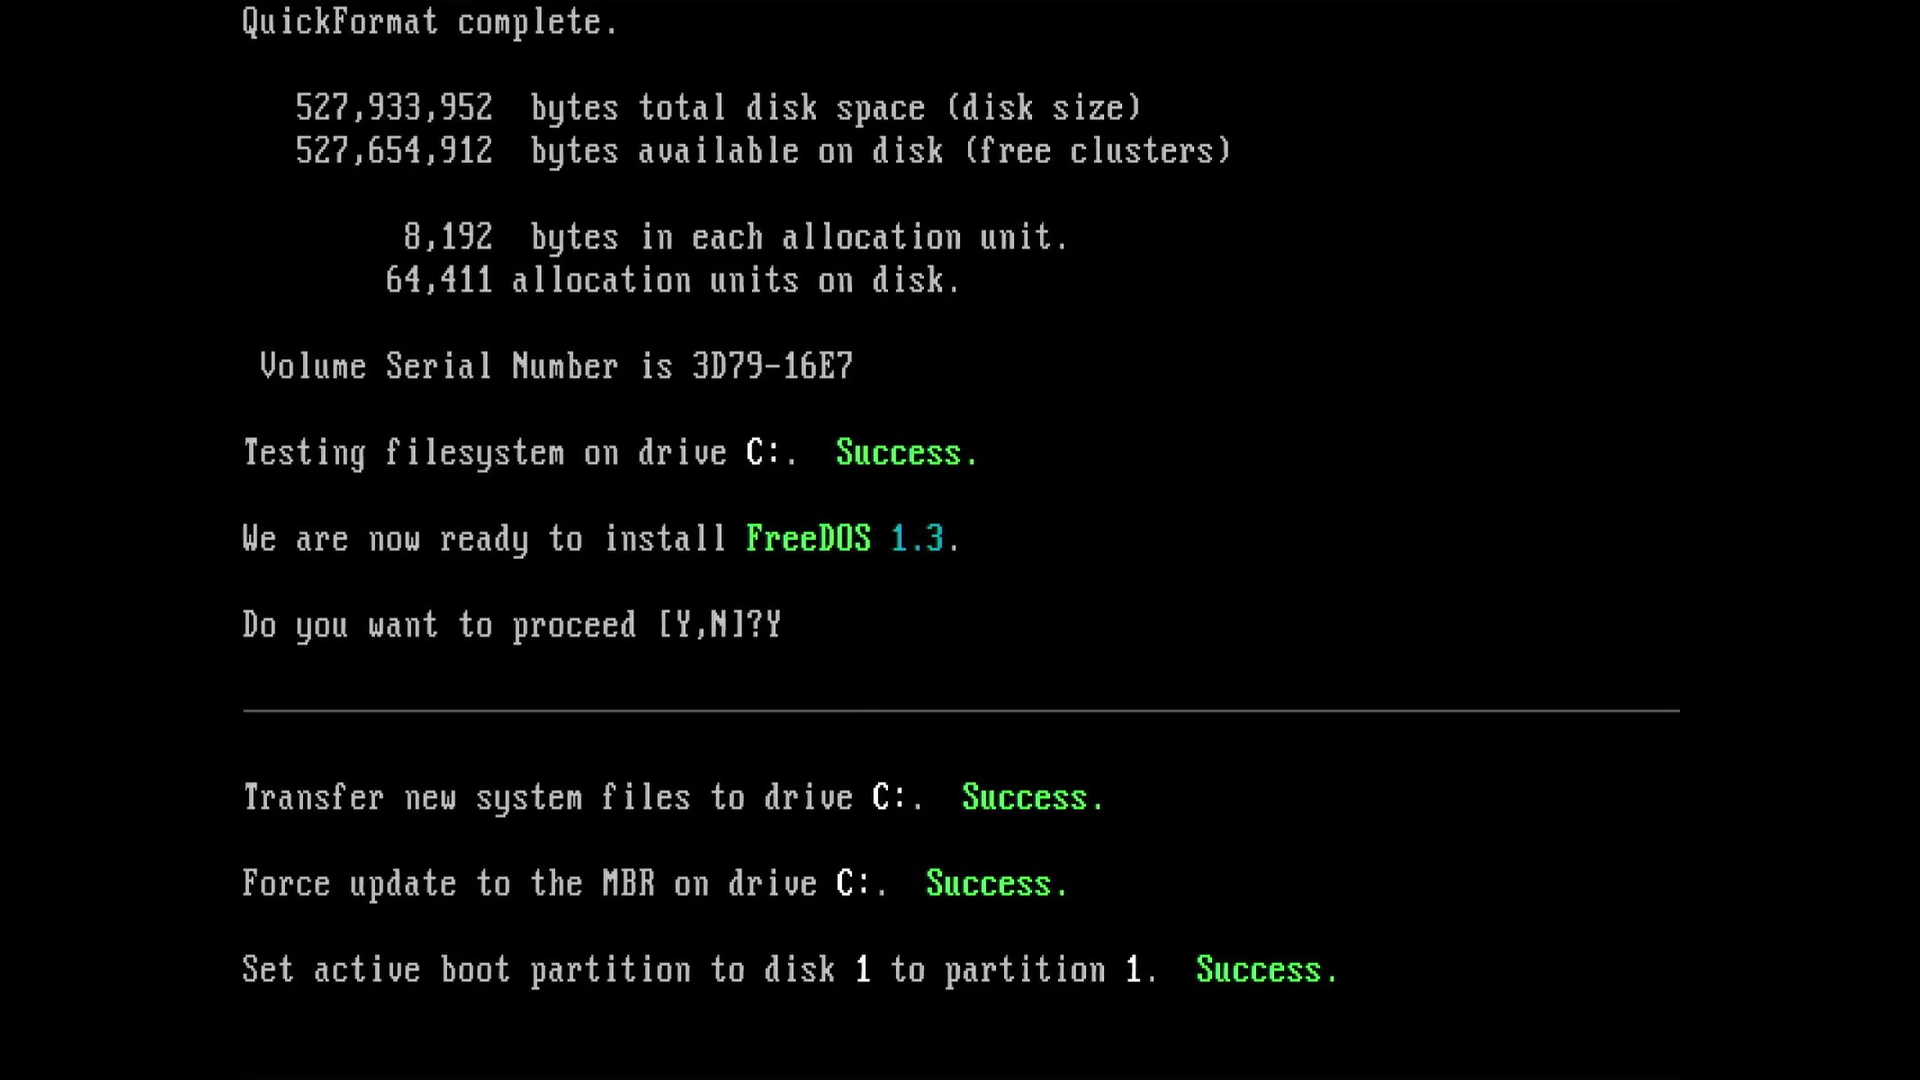 QuickFormat complete.
527,933,952 bytes total disk space (disk size)
527,654,912 bytes available on disk (free clusters)
8,192 bytes in each allocation unit.
64,411 allocation units on disk.
Volume Serial Number is 3D79-16E7
Testing filesystem on drive C:. Success.
We are now ready to install FreeDOS 1.3.
Do you want to proceed [Y,N]?Y
Transfer new system files to drive C:. Success.
Force update to the MBR on drive C:. Success.
Set active boot partition to disk 1 to partition 1. Success.